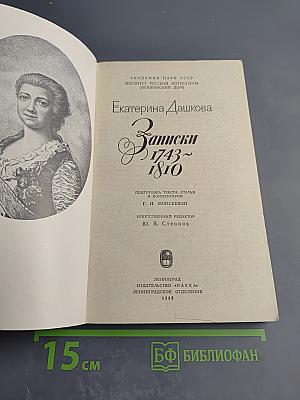 АКАДЕМИЯ НАУК СССР
ИНСТИТУТ РУССКОЙ ЛИТЕРАТУРЫ
(ПУШКИНСКИЙ ДОМ)
Екатерина Дашкова
Записки
1743~
1810
ПОДГОТОВКА ТЕКСТА, СТАТЬЯ
И КОММЕНТАРИИ
Г. Н. МОИСЕЕВОЙ
ОТВЕТСТВЕННЫЙ РЕДАКТОР
Ю. В. СТЕННИК
ЛЕНИНГРАД
ИЗДАТЕЛЬСТВО «НАУКА»
ЛЕНИНГРАДСКОЕ ОТДЕЛЕНИЕ
1985
15 см
БФ БИБЛИОФАН